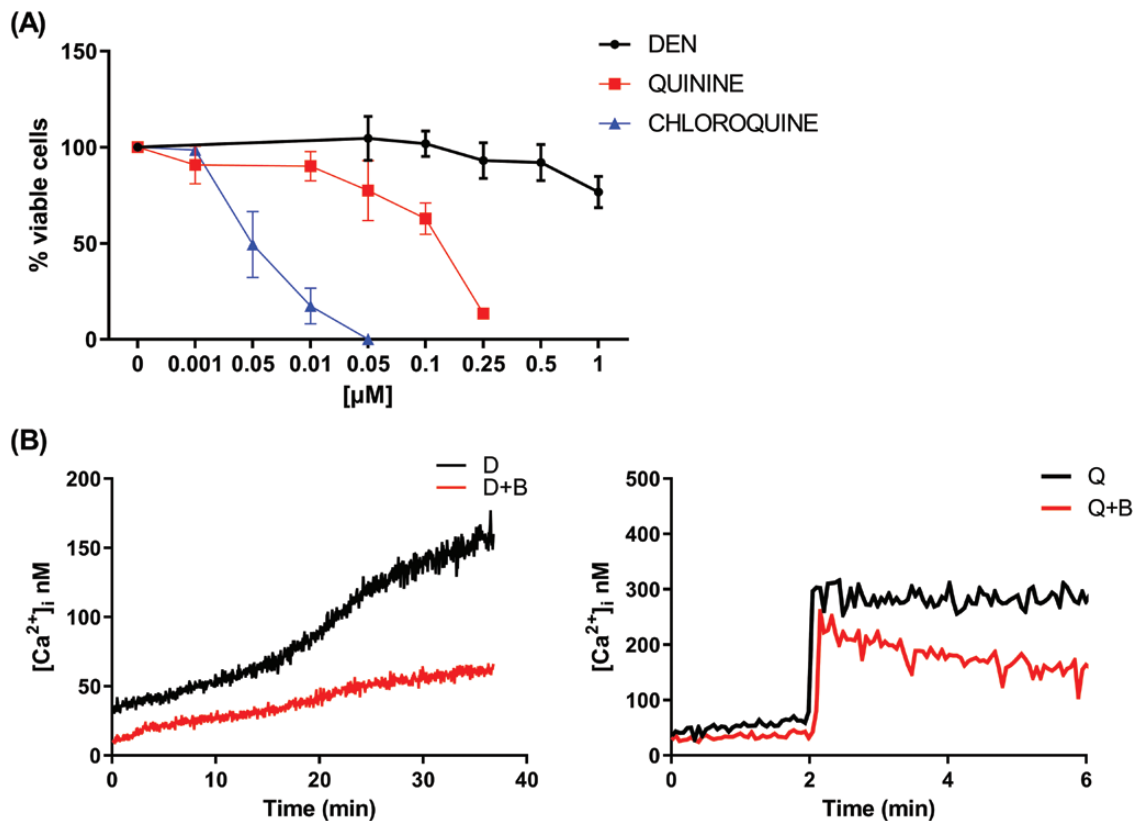 (A)
150
100
50
0
% viable cells
0 0.001 0.05 0.01 0.05 0.1 0.25 0.5 1
[µM]
DEN
QUININE
CHLOROQUINE
(B)
200
150
100
50
0
[Ca²⁺]ᵢ nM
0 10 20 30 40
Time (min)
D
D+B
500
400
300
200
100
0
[Ca²⁺]ᵢ nM
0 2 4 6
Time (min)
Q
Q+B